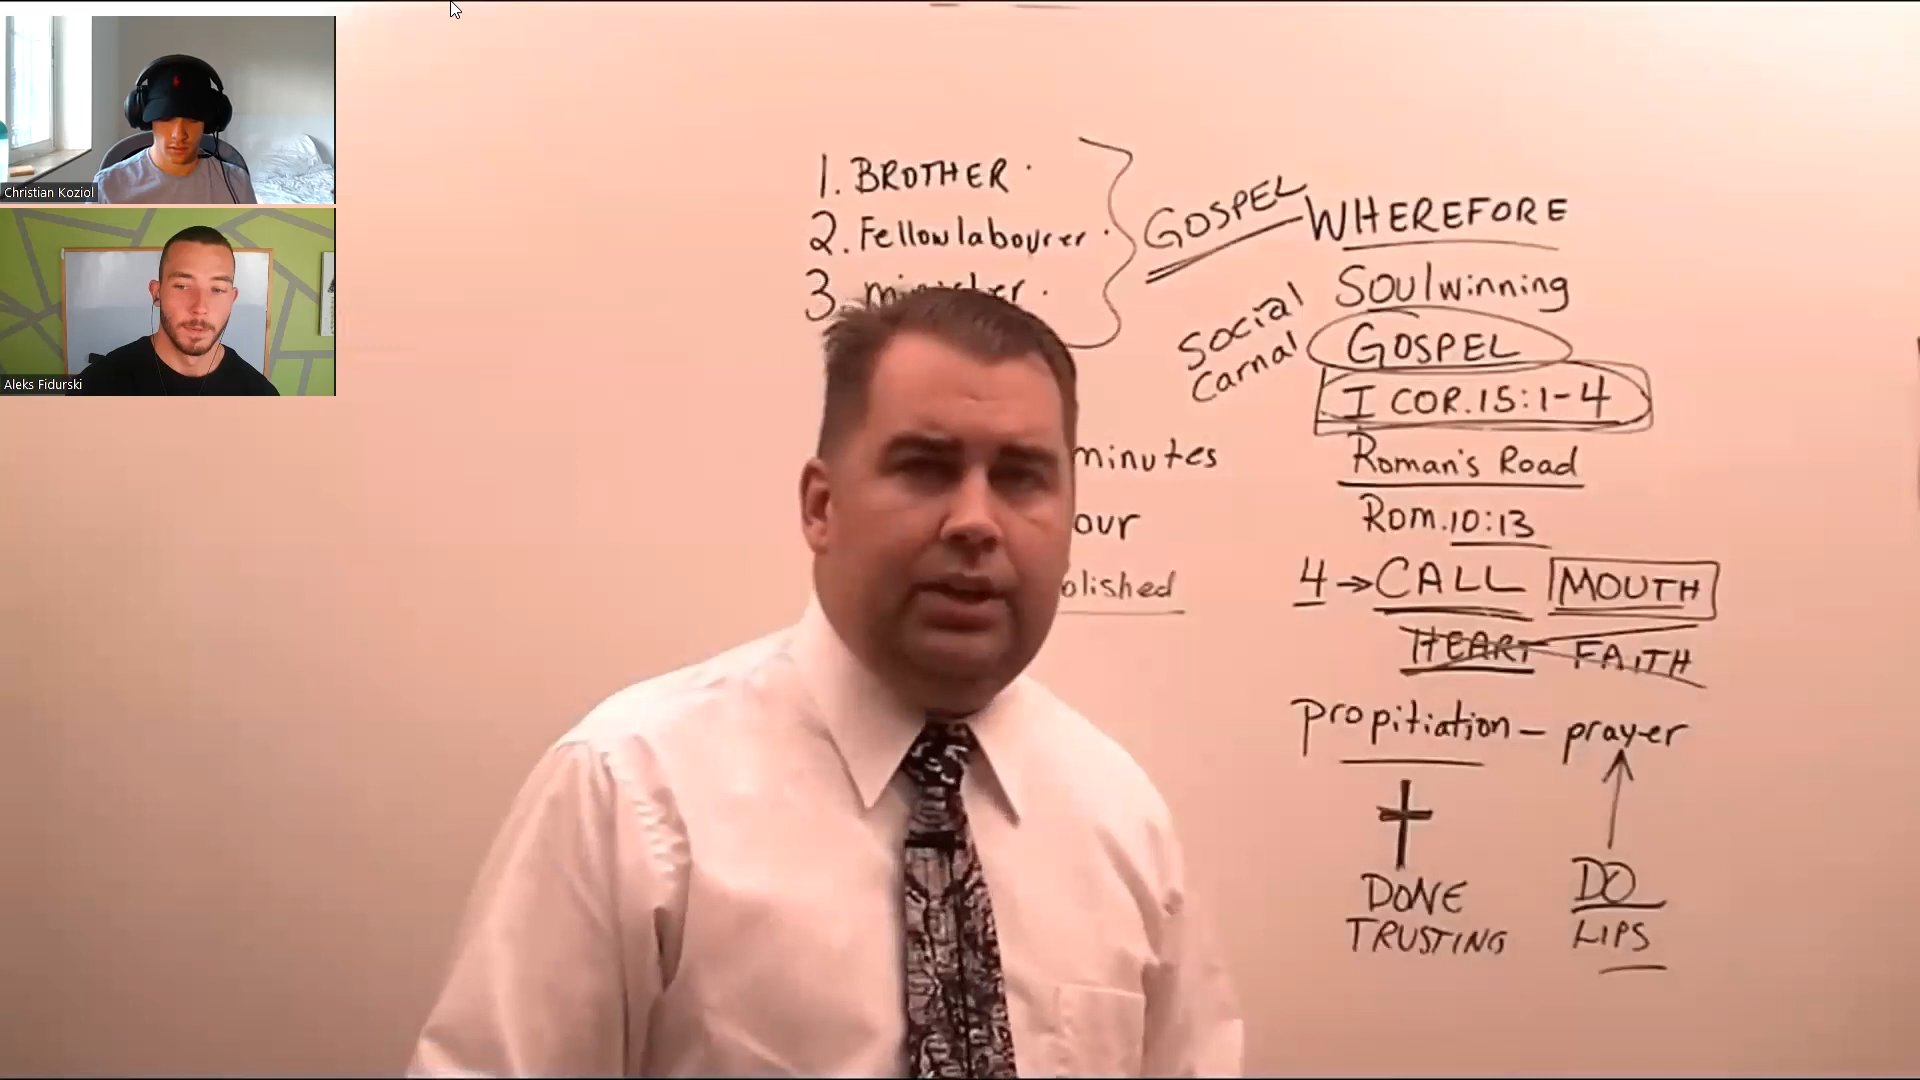 Christian Koziol
Aleks Fidurski
1. BROTHER
2. Fellowlabourer
3.
GOSPEL
WHEREFORE
Soulwinning
Social
Carnal
GOSPEL
I COR.15:1-4
minutes
Roman's Road
our
Rom.10:13
4 → CALL MOUTH
HEART FAITH
propitiation - prayer
DONE
TRUSTING
DO
LIPS